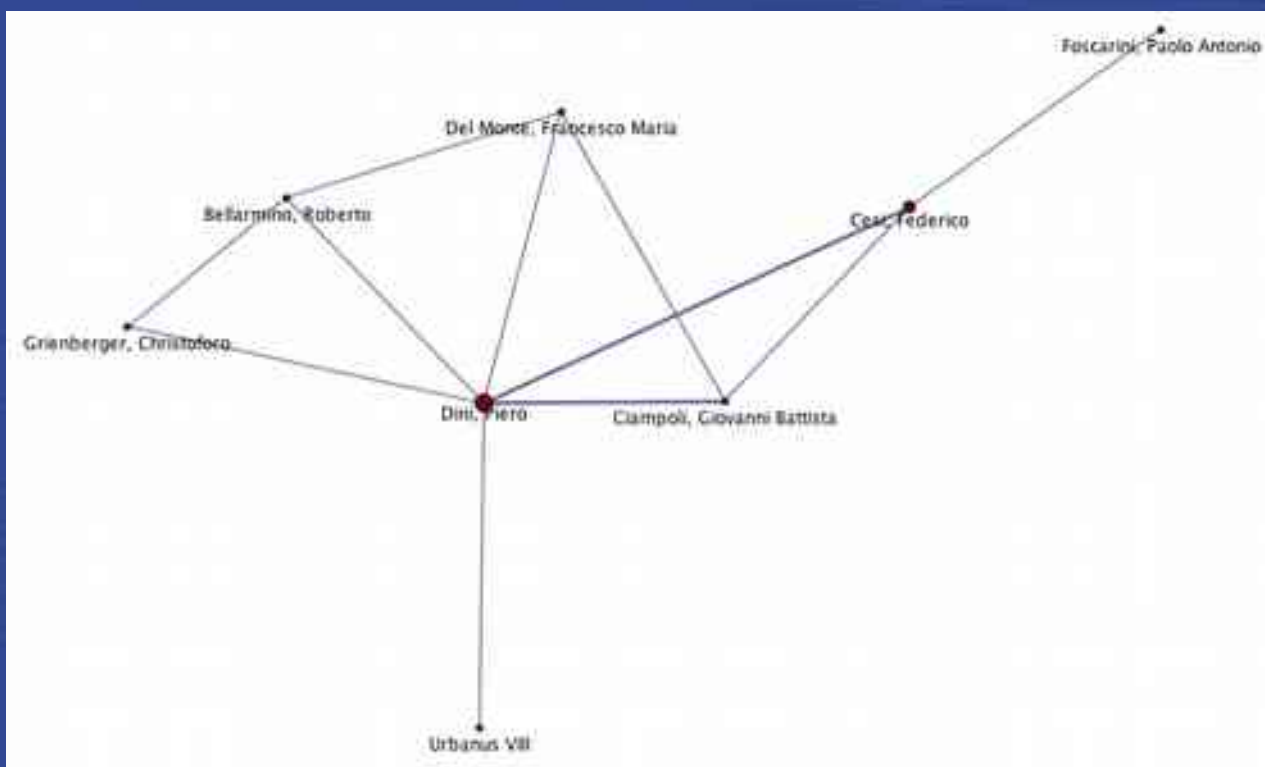 Foscarini, Paolo Antonio
Del Monte, Francesco Maria
Bellarmino, Roberto
Cesi, Federico
Grienberger, Christoforo
Dini, Piero
Ciampoli, Giovanni Battista
Urbanus VIII